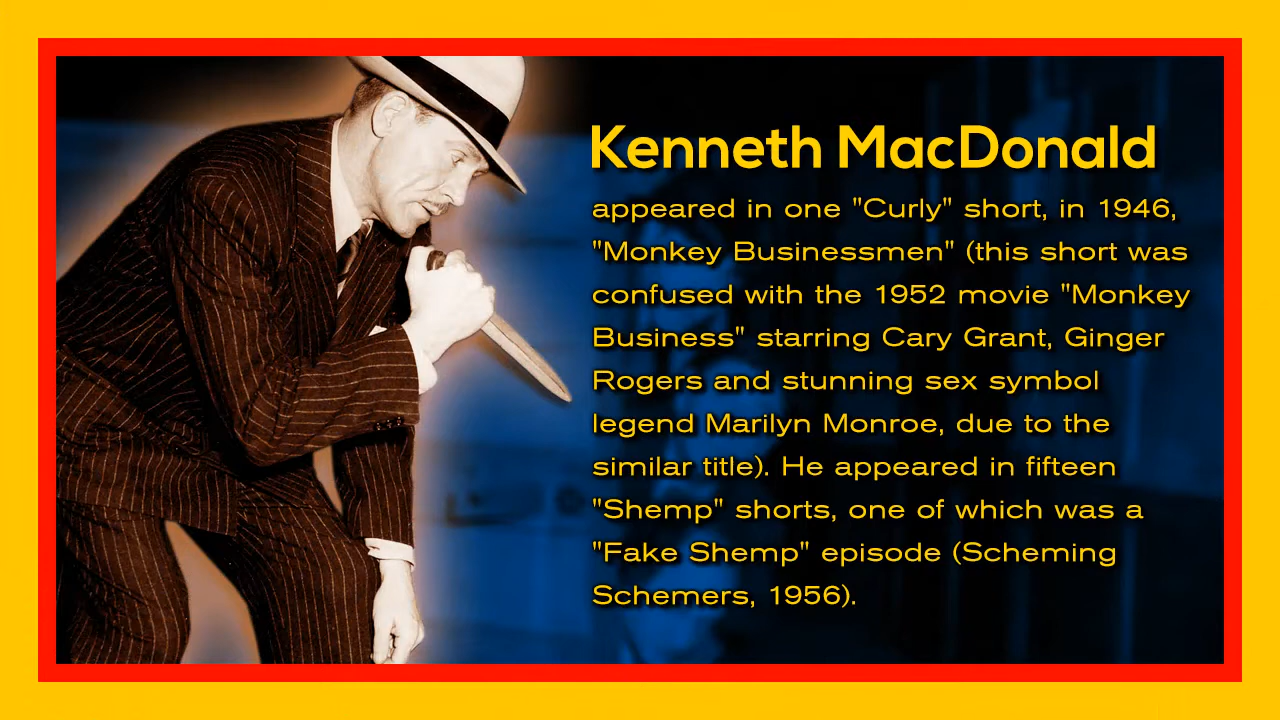 Kenneth MacDonald
appeared in one "Curly" short, in 1946,
"Monkey Businessmen" (this short was
confused with the 1952 movie "Monkey
Business" starring Cary Grant, Ginger
Rogers and stunning sex symbol
legend Marilyn Monroe, due to the
similar title). He appeared in fifteen
"Shemp" shorts, one of which was a
"Fake Shemp" episode (Scheming
Schemers, 1956).